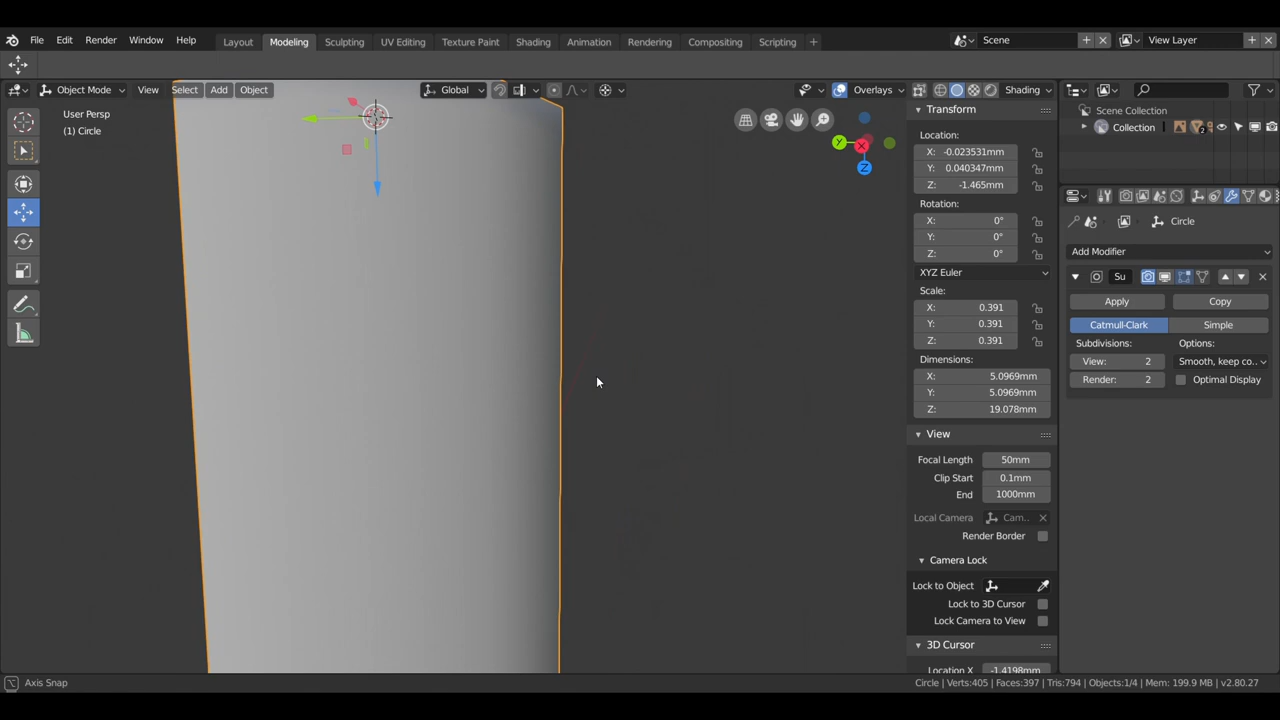 File Edit Render Window Help Layout Modeling Sculpting UV Editing Texture Paint Shading Animation Rendering Compositing Scripting Scene View Layer
Object Mode View Select Add Object Global Overlays Shading
User Persp
(1) Circle
Y X Z
Transform
Location:
X: -0.023531mm
Y: 0.040347mm
Z: -1.465mm
Rotation:
X: 0°
Y: 0°
Z: 0°
XYZ Euler
Scale:
X: 0.391
Y: 0.391
Z: 0.391
Dimensions:
X: 5.0969mm
Y: 5.0969mm
Z: 19.078mm
View
Focal Length 50mm
Clip Start 0.1mm
End 1000mm
Local Camera Cam..
Render Border
Camera Lock
Lock to Object
Lock to 3D Cursor
Lock Camera to View
3D Cursor
Location X -1.4198mm
Scene Collection
Collection 2
Circle
Add Modifier
Su
Apply Copy
Catmull-Clark Simple
Subdivisions: Options:
View: 2 Smooth, keep co..
Render: 2 Optimal Display
Axis Snap
Circle | Verts:405 | Faces:397 | Tris:794 | Objects:1/4 | Mem: 199.9 MB | v2.80.27